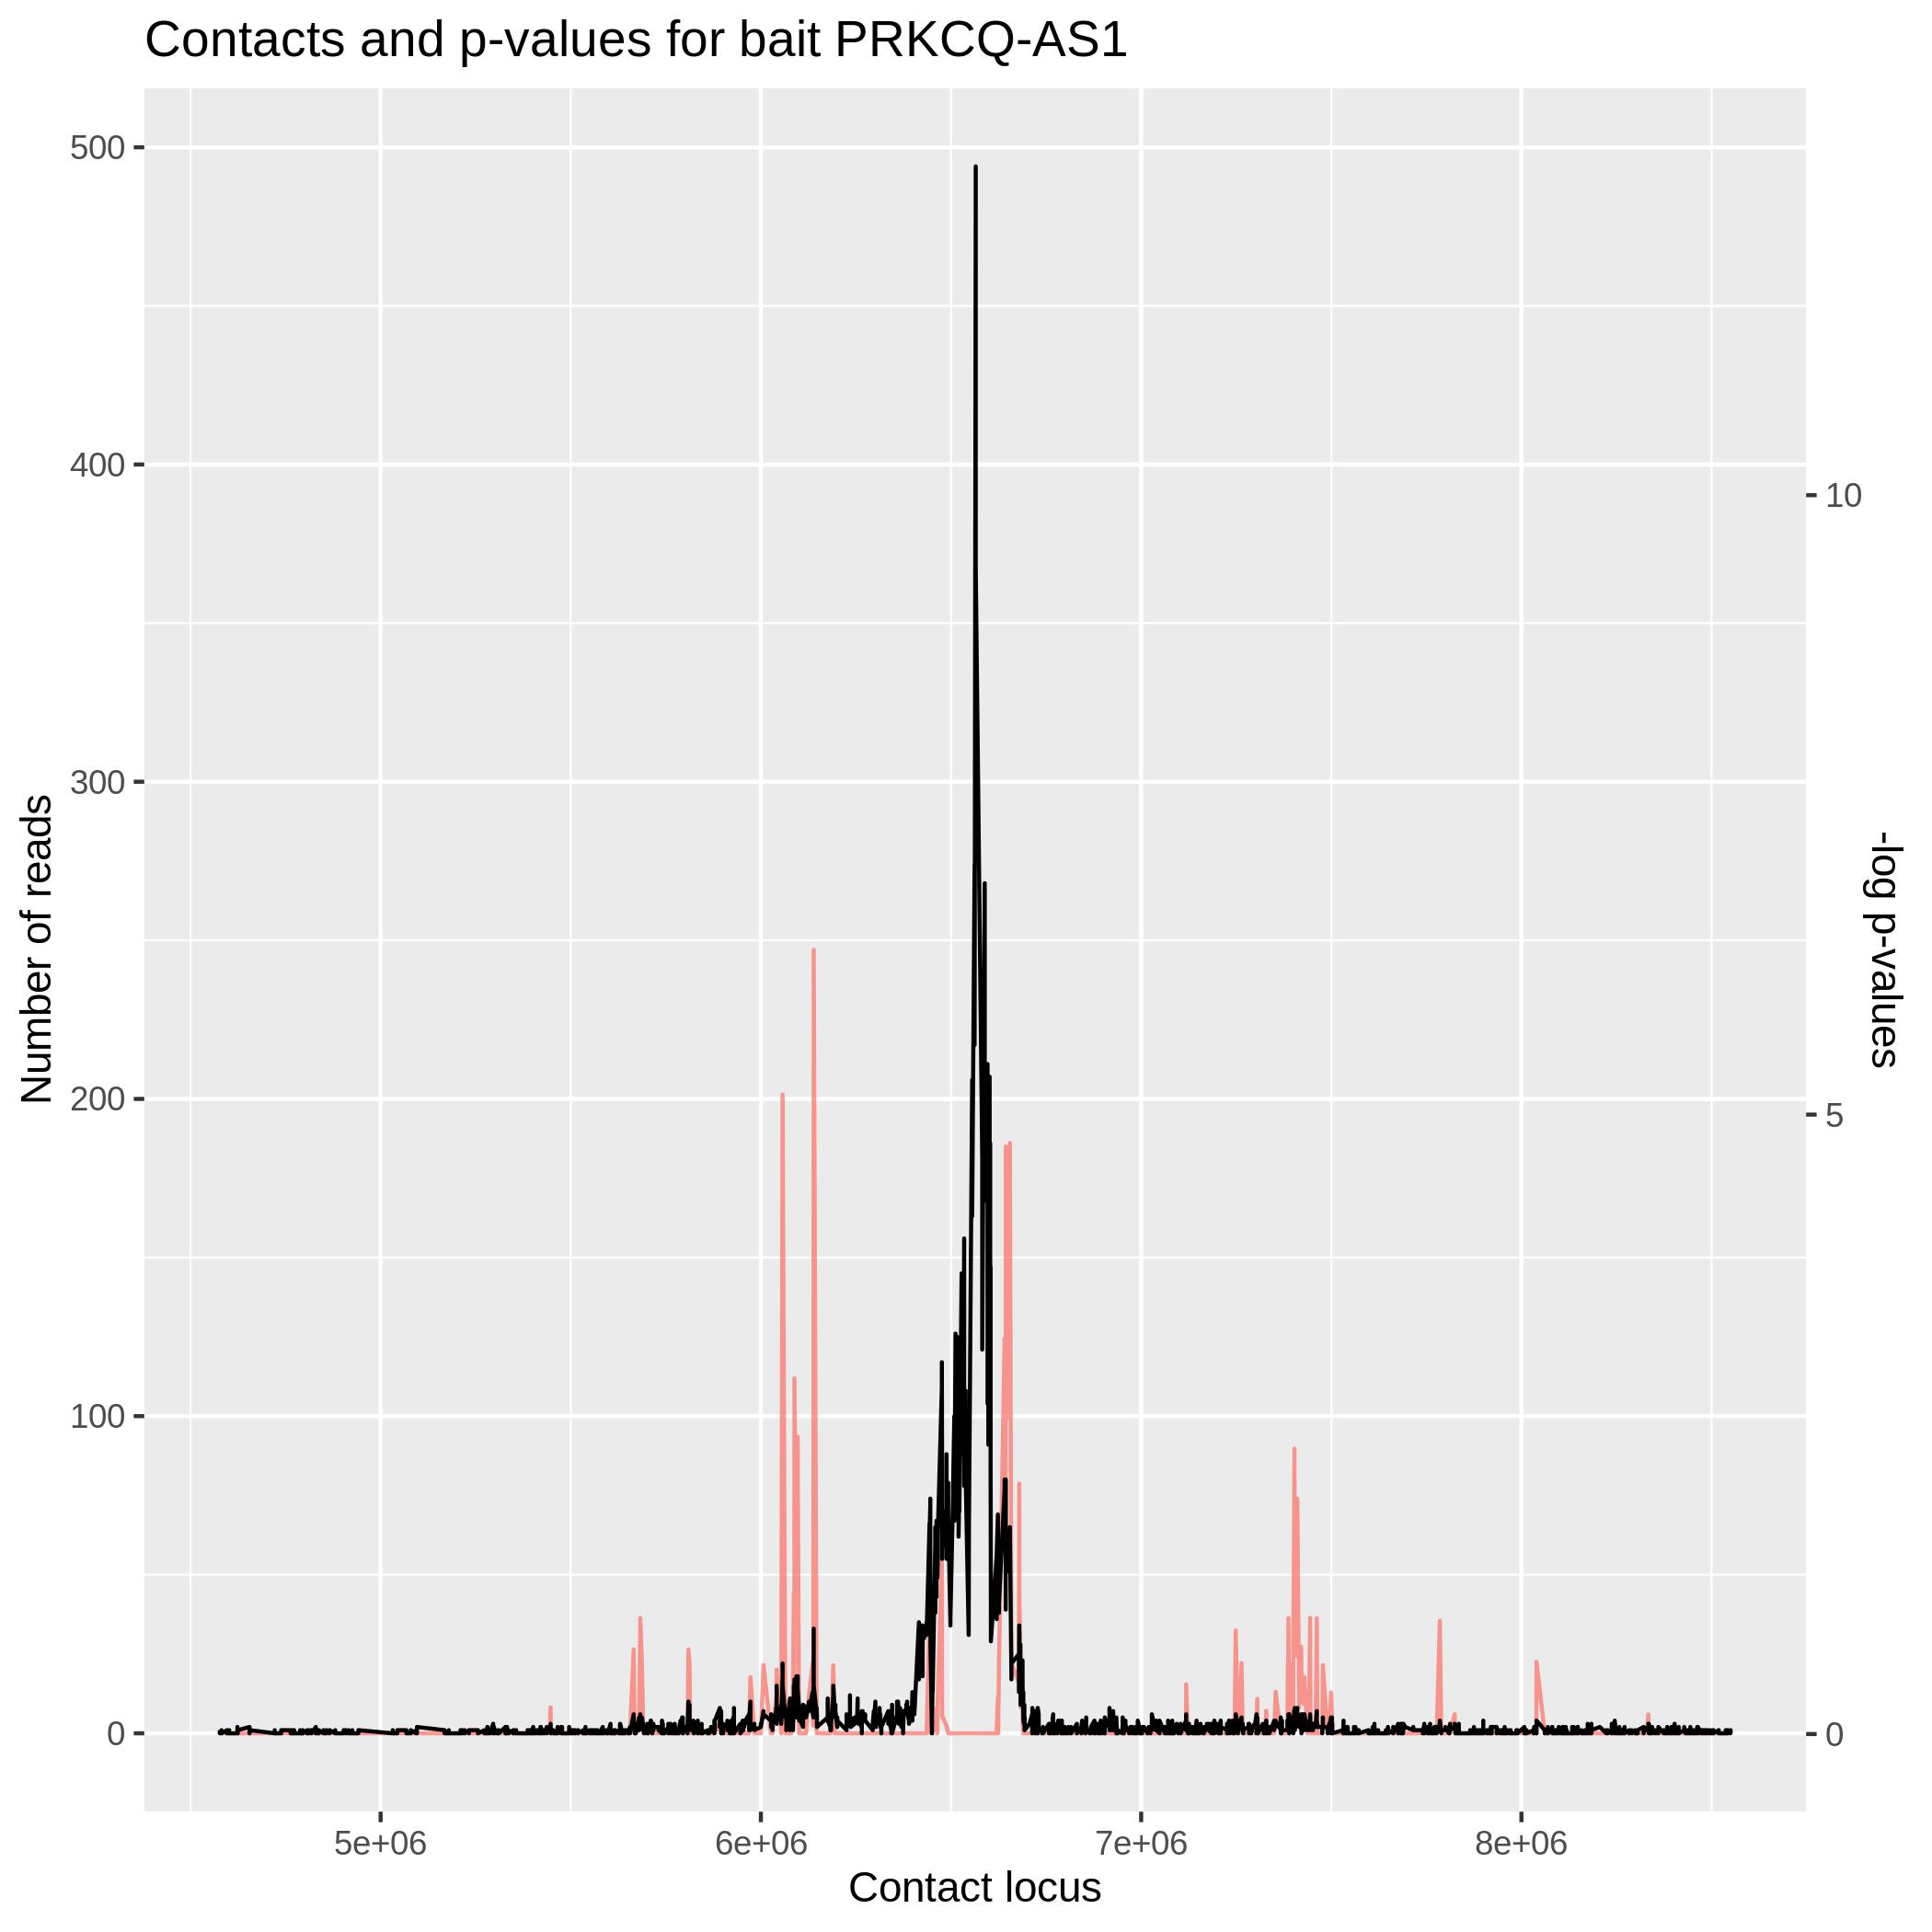 Contacts and p-values for bait PRKCQ-AS1
500
400
300
200
100
0
Number of reads
10
5
0
-log p-values
5e+06
6e+06
7e+06
8e+06
Contact locus